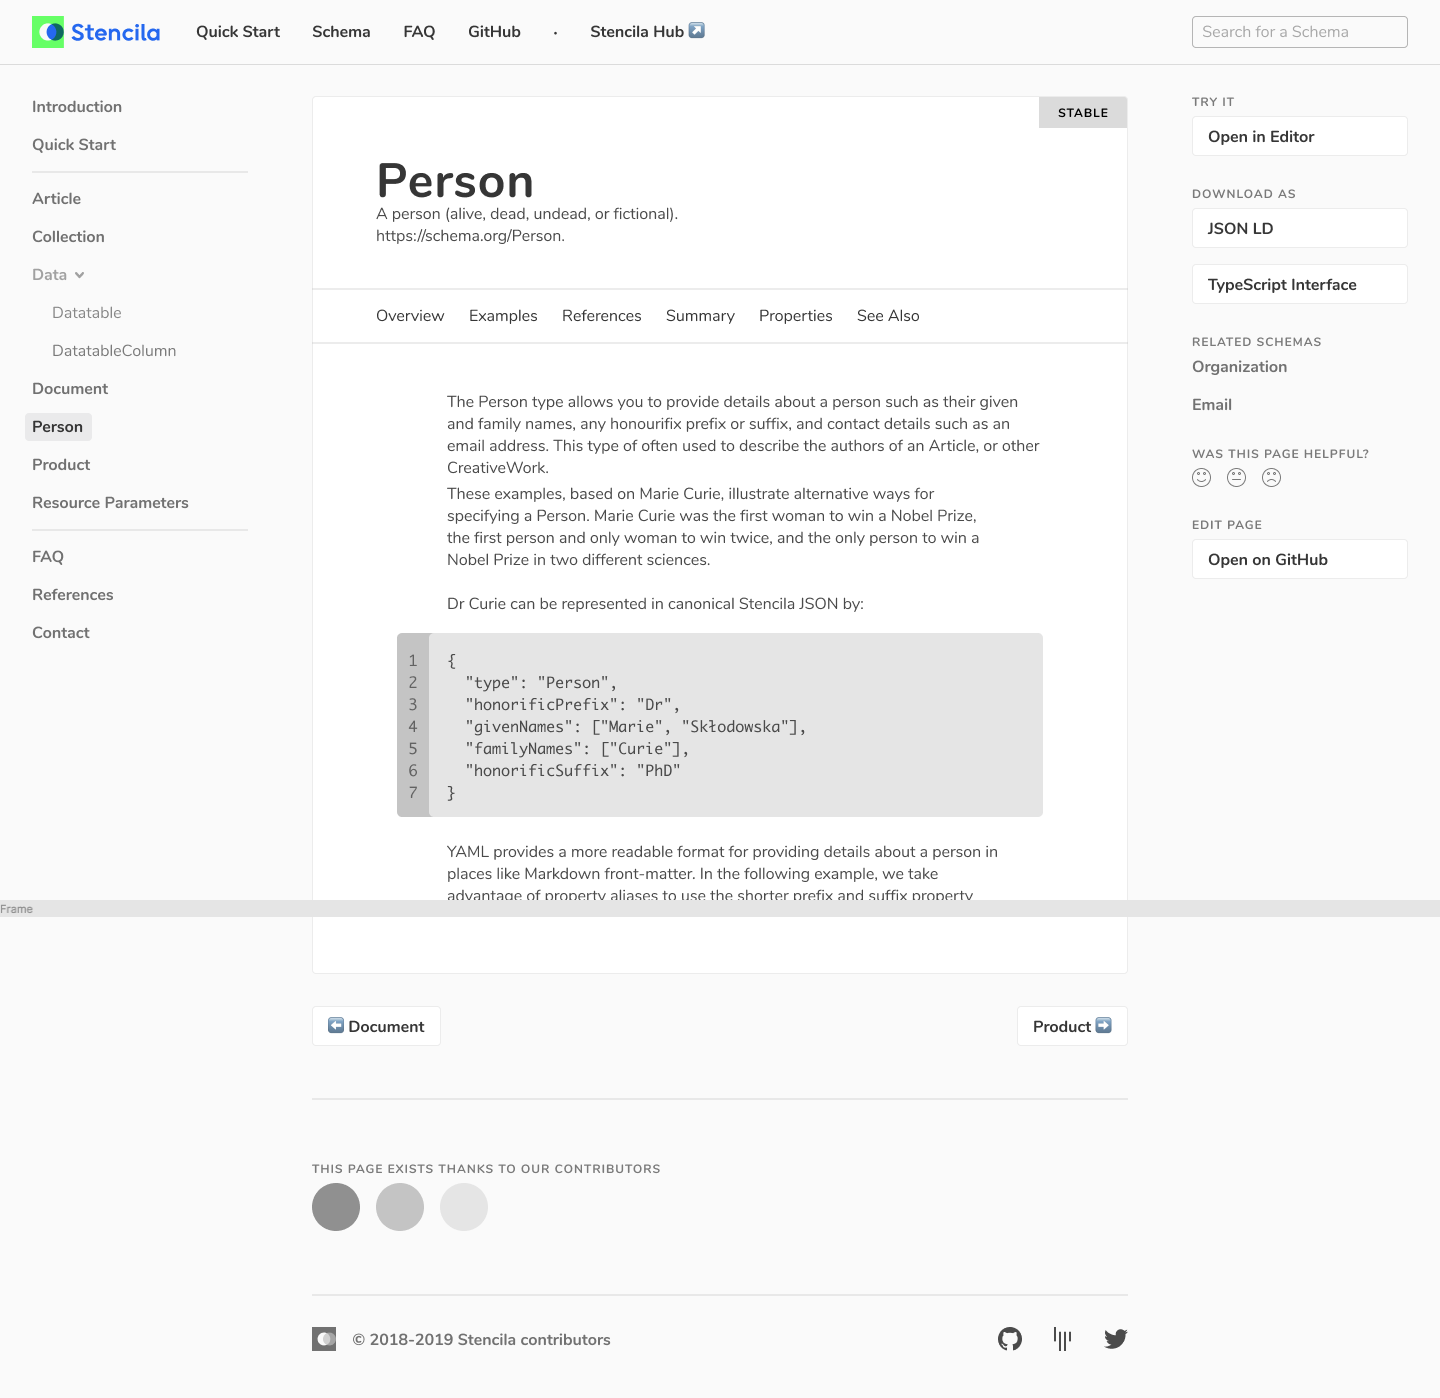 Stencila
Quick Start
Schema
FAQ
GitHub
·
Stencila Hub ↗️
Search for a Schema
Introduction
Quick Start
Article
Collection
Data
Datatable
DatatableColumn
Document
Person
Product
Resource Parameters
FAQ
References
Contact
STABLE
Person
A person (alive, dead, undead, or fictional).
https://schema.org/Person.
Overview
Examples
References
Summary
Properties
See Also
The Person type allows you to provide details about a person such as their given
and family names, any honourifix prefix or suffix, and contact details such as an
email address. This type of often used to describe the authors of an Article, or other
CreativeWork.
These examples, based on Marie Curie, illustrate alternative ways for
specifying a Person. Marie Curie was the first woman to win a Nobel Prize,
the first person and only woman to win twice, and the only person to win a
Nobel Prize in two different sciences.
Dr Curie can be represented in canonical Stencila JSON by:
1 {
2 "type": "Person",
3 "honorificPrefix": "Dr",
4 "givenNames": ["Marie", "Skłodowska"],
5 "familyNames": ["Curie"],
6 "honorificSuffix": "PhD"
7 }
YAML provides a more readable format for providing details about a person in
places like Markdown front-matter. In the following example, we take
advantage of property aliases to use the shorter prefix and suffix property
Frame
TRY IT
Open in Editor
DOWNLOAD AS
JSON LD
TypeScript Interface
RELATED SCHEMAS
Organization
Email
WAS THIS PAGE HELPFUL?
EDIT PAGE
Open on GitHub
⬅️ Document
Product ➡️
THIS PAGE EXISTS THANKS TO OUR CONTRIBUTORS
© 2018-2019 Stencila contributors